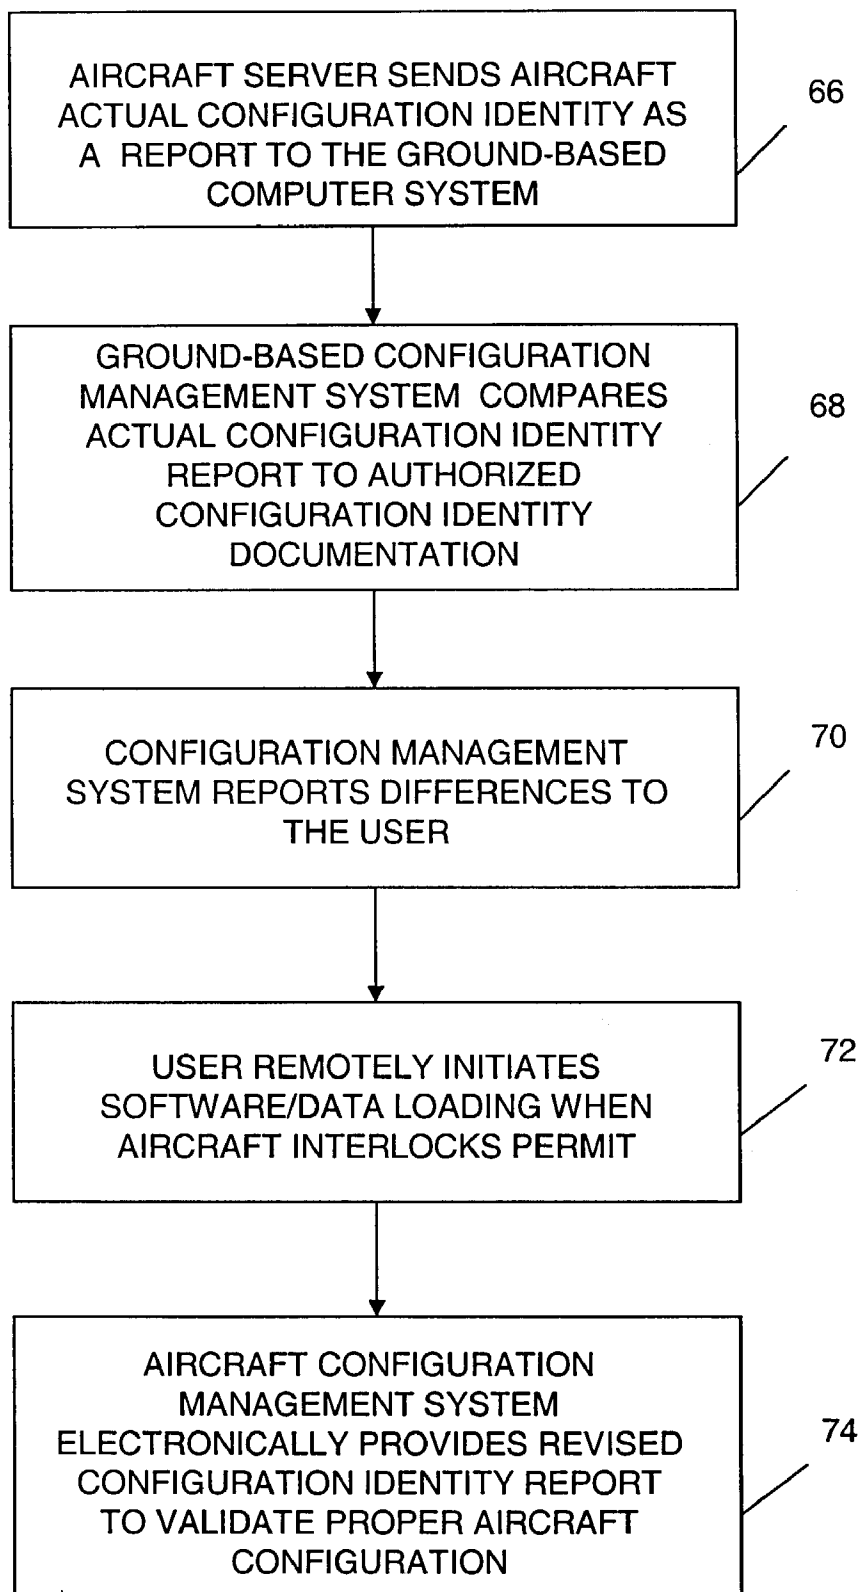 AIRCRAFT SERVER SENDS AIRCRAFT
ACTUAL CONFIGURATION IDENTITY AS
A REPORT TO THE GROUND-BASED
COMPUTER SYSTEM
66
GROUND-BASED CONFIGURATION
MANAGEMENT SYSTEM COMPARES
ACTUAL CONFIGURATION IDENTITY
REPORT TO AUTHORIZED
CONFIGURATION IDENTITY
DOCUMENTATION
68
CONFIGURATION MANAGEMENT
SYSTEM REPORTS DIFFERENCES TO
THE USER
70
USER REMOTELY INITIATES
SOFTWARE/DATA LOADING WHEN
AIRCRAFT INTERLOCKS PERMIT
72
AIRCRAFT CONFIGURATION
MANAGEMENT SYSTEM
ELECTRONICALLY PROVIDES REVISED
CONFIGURATION IDENTITY REPORT
TO VALIDATE PROPER AIRCRAFT
CONFIGURATION
74